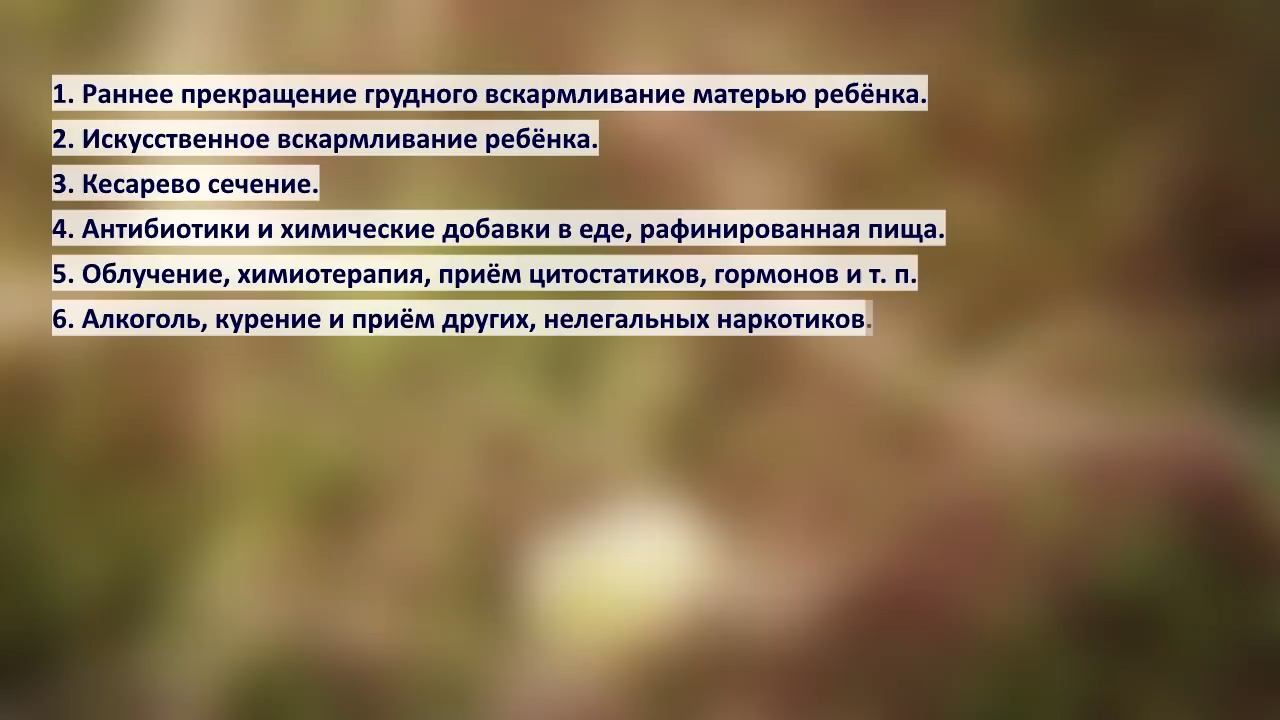 1. Раннее прекращение грудного вскармливание матерью ребёнка.
2. Искусственное вскармливание ребёнка.
3. Кесарево сечение.
4. Антибиотики и химические добавки в еде, рафинированная пища.
5. Облучение, химиотерапия, приём цитостатиков, гормонов и т. п.
6. Алкоголь, курение и приём других, нелегальных наркотиков.